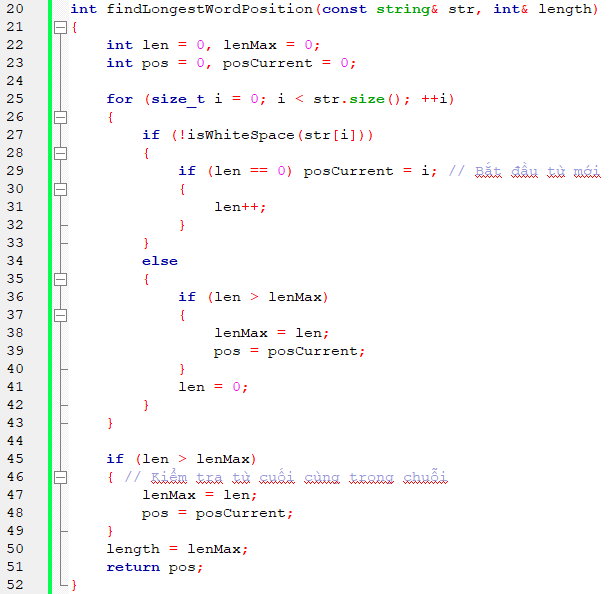 20 int findLongestWordPosition(const string& str, int& length)
21 {
22     int len = 0, lenMax = 0;
23     int pos = 0, posCurrent = 0;
24
25     for (size_t i = 0; i < str.size(); ++i)
26     {
27         if (!isWhiteSpace(str[i]))
28         {
29             if (len == 0) posCurrent = i; // Bắt đầu từ mới
30             {
31                 len++;
32             }
33         }
34         else
35         {
36             if (len > lenMax)
37             {
38                 lenMax = len;
39                 pos = posCurrent;
40             }
41             len = 0;
42         }
43     }
44
45     if (len > lenMax)
46     { // Kiểm tra từ cuối cùng trong chuỗi
47         lenMax = len;
48         pos = posCurrent;
49     }
50     length = lenMax;
51     return pos;
52 }